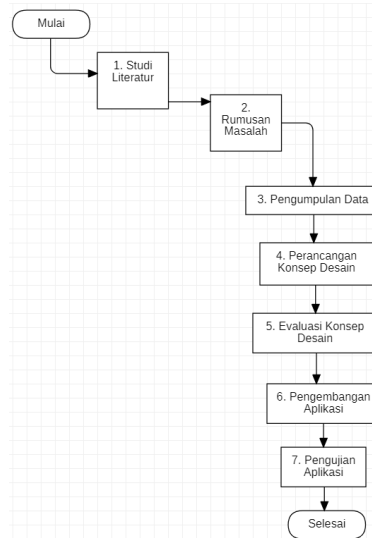 Mulai
1. Studi
Literatur
2.
Rumusan
Masalah
3. Pengumpulan Data
4. Perancangan
Konsep Desain
5. Evaluasi Konsep
Desain
6. Pengembangan
Aplikasi
7. Pengujian
Aplikasi
Selesai